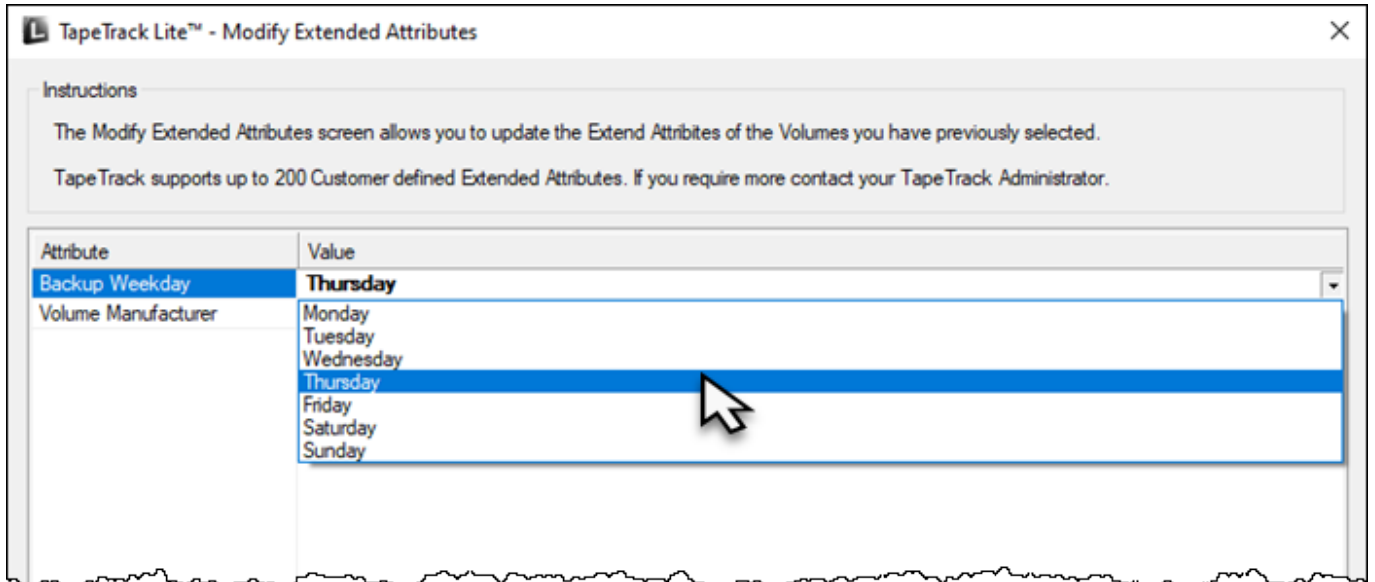 TapeTrack Lite™ - Modify Extended Attributes
Instructions
The Modify Extended Attributes screen allows you to update the Extend Attribites of the Volumes you have previously selected.
TapeTrack supports up to 200 Customer defined Extended Attributes. If you require more contact your TapeTrack Administrator.
Attribute Value
Backup Weekday Thursday
Volume Manufacturer Monday
Tuesday
Wednesday
Thursday
Friday
Saturday
Sunday